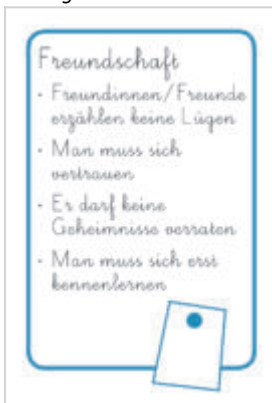 Freundschaft
- Freundinnen/Freunde
erzählen keine Lügen
- Man muss sich
vertrauen
- Er darf keine
Geheimnisse verraten
- Man muss sich erst
kennenlernen